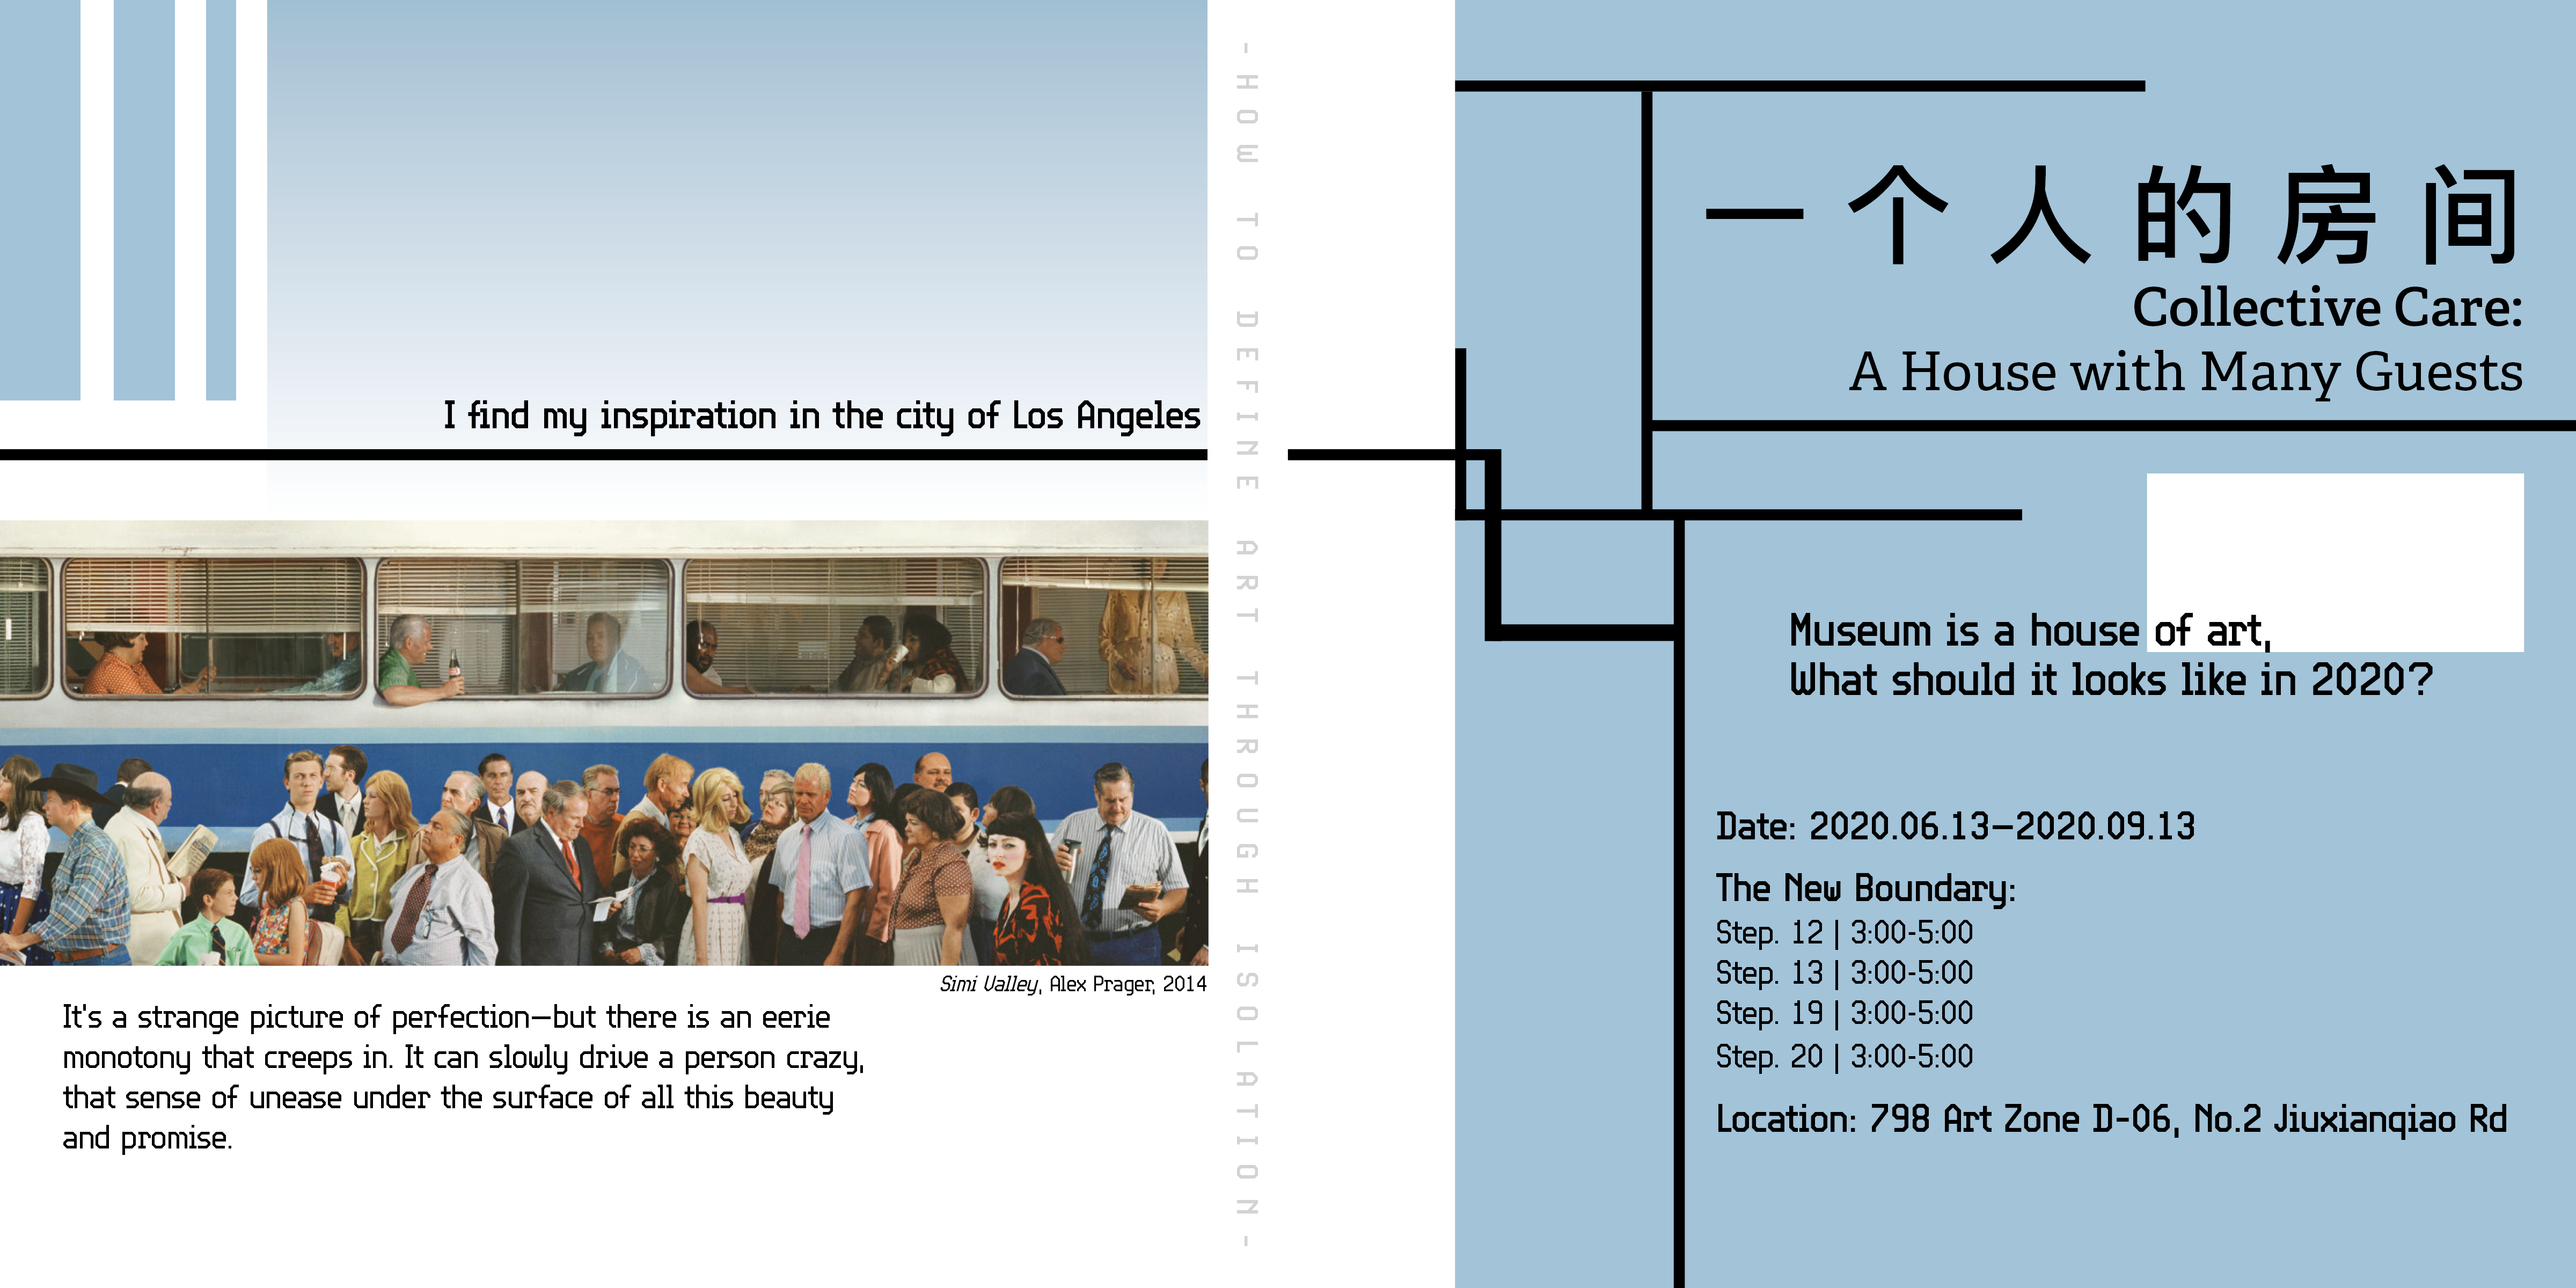 I find my inspiration in the city of Los Angeles
Simi Valley, Alex Prager, 2014
It's a strange picture of perfection—but there is an eerie
monotony that creeps in. It can slowly drive a person crazy,
that sense of unease under the surface of all this beauty
and promise.
-HOW TO DEFINE ART THROUGH ISOLATION-
一个人的房间
Collective Care:
A House with Many Guests
Museum is a house of art,
What should it looks like in 2020?
Date: 2020.06.13—2020.09.13
The New Boundary:
Step. 12 | 3:00-5:00
Step. 13 | 3:00-5:00
Step. 19 | 3:00-5:00
Step. 20 | 3:00-5:00
Location: 798 Art Zone D-06, No.2 Jiuxianqiao Rd